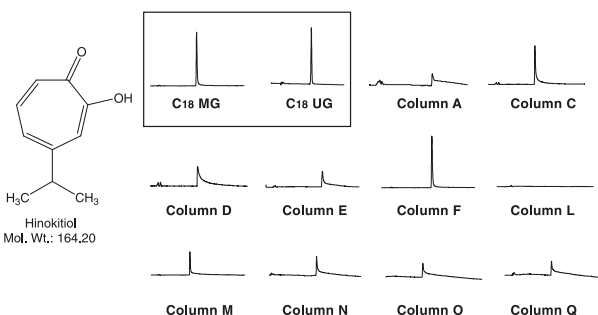 O
OH
H₃C
CH₃
Hinokitiol
Mol. Wt.: 164.20
C18 MG
C18 UG
Column A
Column C
Column D
Column E
Column F
Column L
Column M
Column N
Column O
Column Q